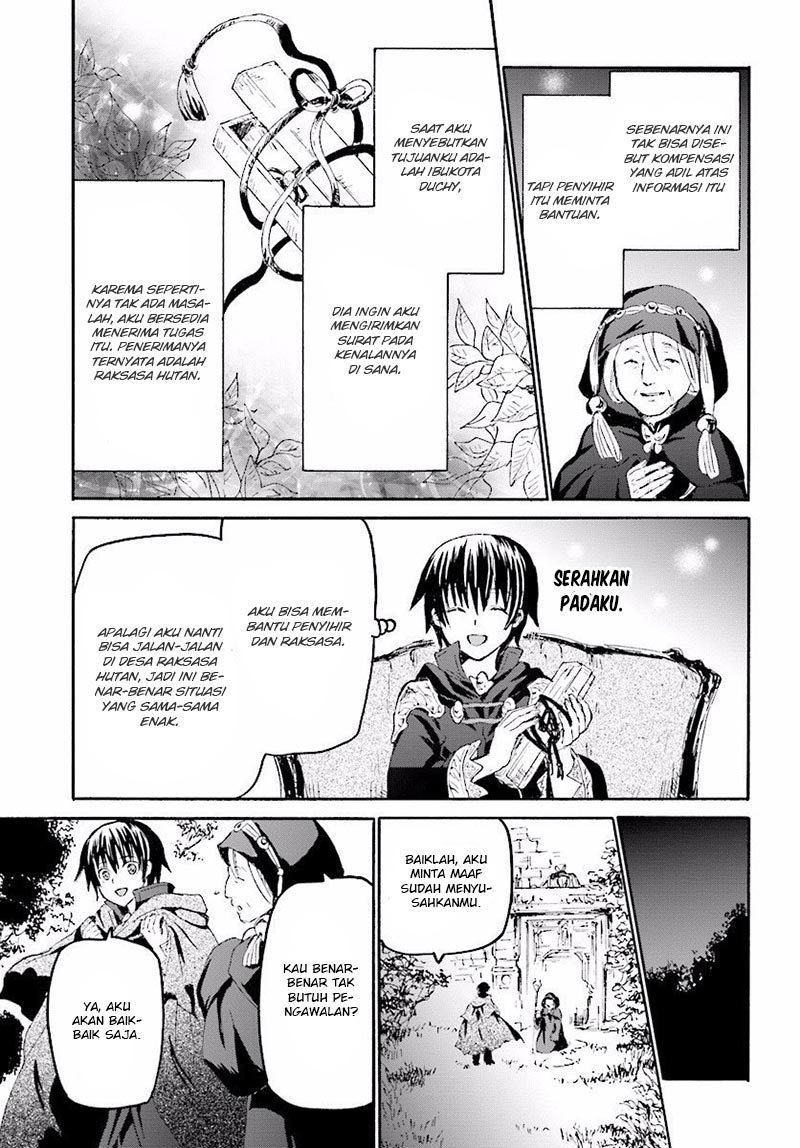 SEBENARNYA INI
TAK BISA DISE-
BUT KOMPENSASI
YANG ADIL ATAS
INFORMASI ITU
TAPI PENYIHIR
ITU MEMINTA
BANTUAN.
SAAT AKU
MENYEBUTKAN
TUJUANKU ADA-
LAH IBUKOTA
DUCHY,
DIA INGIN AKU
MENGIRIMKAN
SURAT PADA
KENALANNYA
DI SANA.
KAREMA SEPERTI-
NYA TAK ADA MASA-
LAH, AKU BERSEDIA
MENERIMA TUGAS
ITU. PENERIMANYA
TERNYATA ADALAH
RAKSASA HUTAN.
SERAHKAN
PADAKU.
AKU BISA MEM-
BANTU PENYIHIR
DAN RAKSASA.
APALAGI AKU NANTI
BISA JALAN-JALAN
DI DESA RAKSASA
HUTAN, JADI INI BE-
NAR-BENAR SITUASI
YANG SAMA-SAMA
ENAK.
BAIKLAH, AKU
MINTA MAAF
SUDAH MENYU-
SAHKANMU.
KAU BENAR-
BENAR TAK
BUTUH PE-
NGAWALAN?
YA, AKU
AKAN BAIK-
BAIK SAJA.